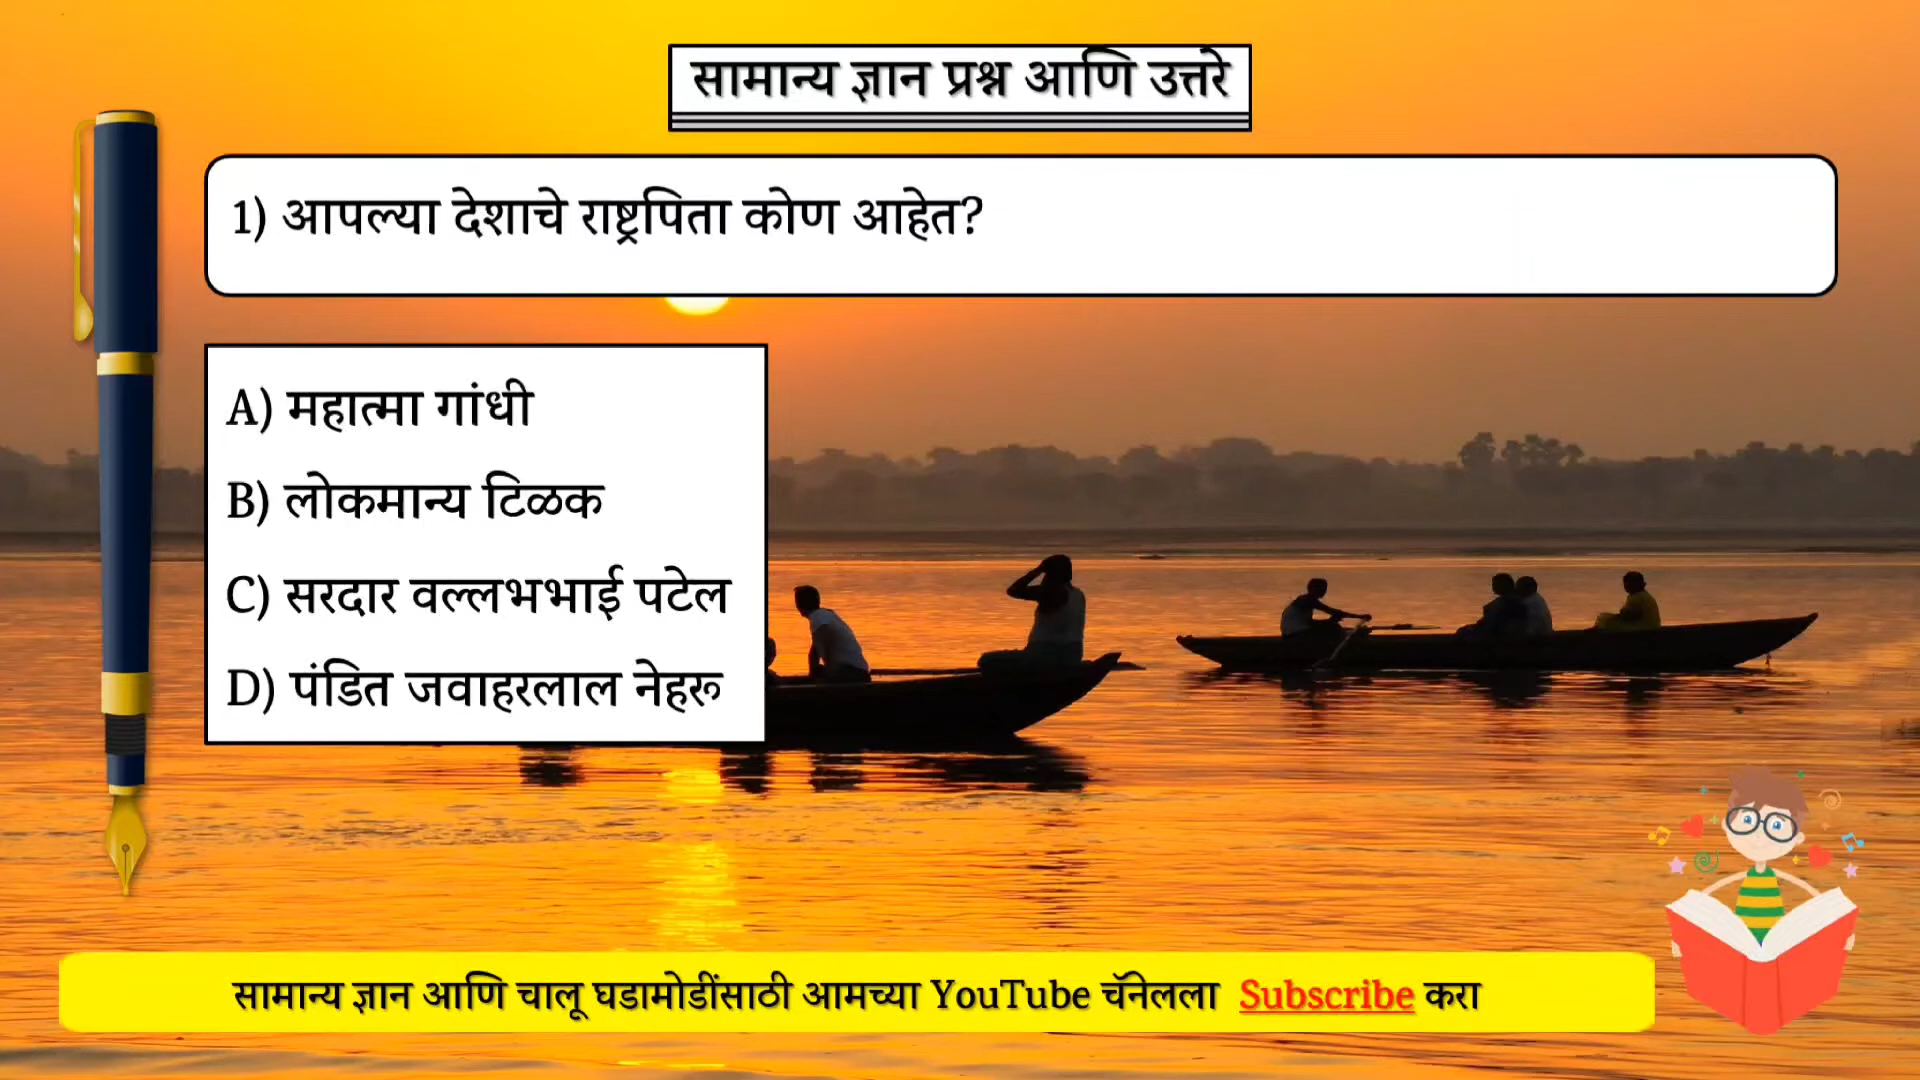 सामान्य ज्ञान प्रश्न आणि उत्तरे
1) आपल्या देशाचे राष्ट्रपिता कोण आहेत?
A) महात्मा गांधी
B) लोकमान्य टिळक
C) सरदार वल्लभभाई पटेल
D) पंडित जवाहरलाल नेहरू
सामान्य ज्ञान आणि चालू घडामोडींसाठी आमच्या YouTube चॅनेलला Subscribe करा